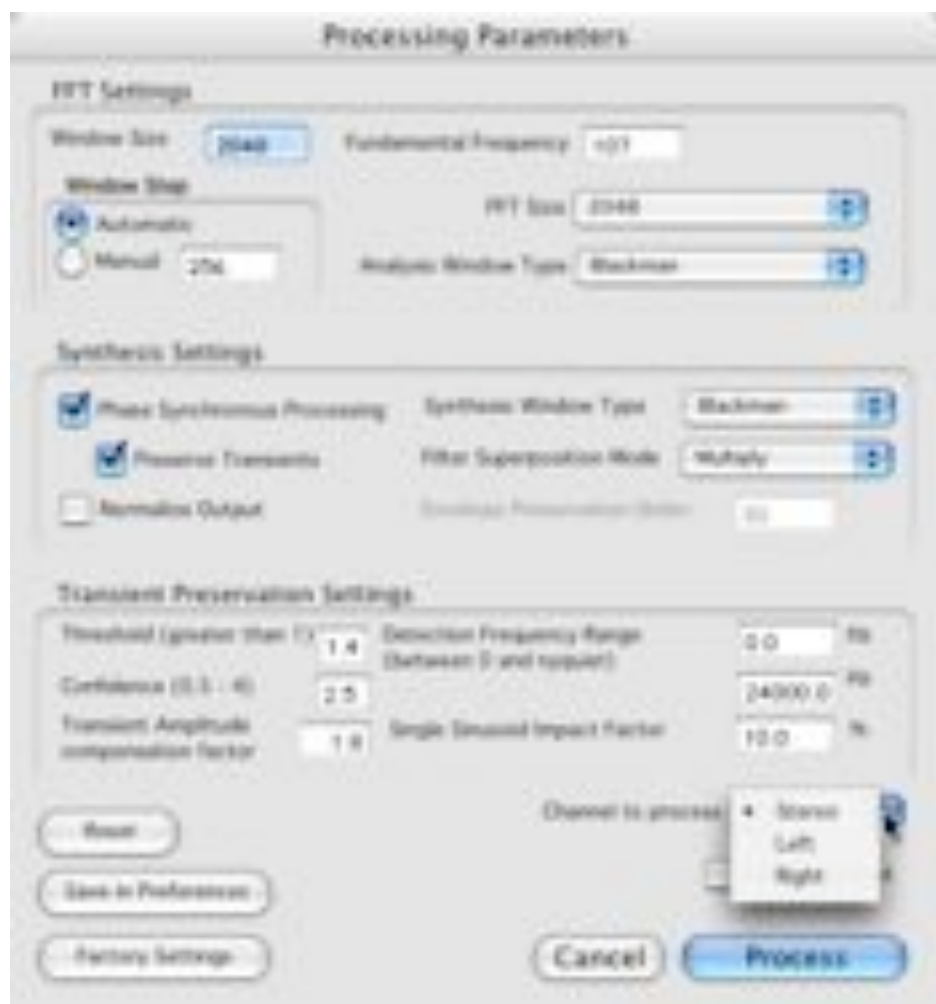 Processing Parameters
FFT Settings
Window Size 2048 Fundamental Frequency 107
Window Step
Automatic
FFT Size 2048
Manual 256
Analysis Window Type Blackman
Synthesis Settings
Phase Synchronous Processing Synthesis Window Type Blackman
Preserve Transients Filter Superposition Mode Multiply
Normalize Output Envelope Preservation Order
Transient Preservation Settings
Threshold (greater than 1) 1.4 Detection Frequency Range 0.0 Hz
(between 0 and nyquist)
Confidence (0.5 - 4) 2.5 24000.0 Hz
Transient Amplitude
compensation factor Single Sinusoid Impact Factor 10.0 %
Channel to process Stereo
Left
Right
Reset
Save in Preferences
Factory Settings Cancel Process